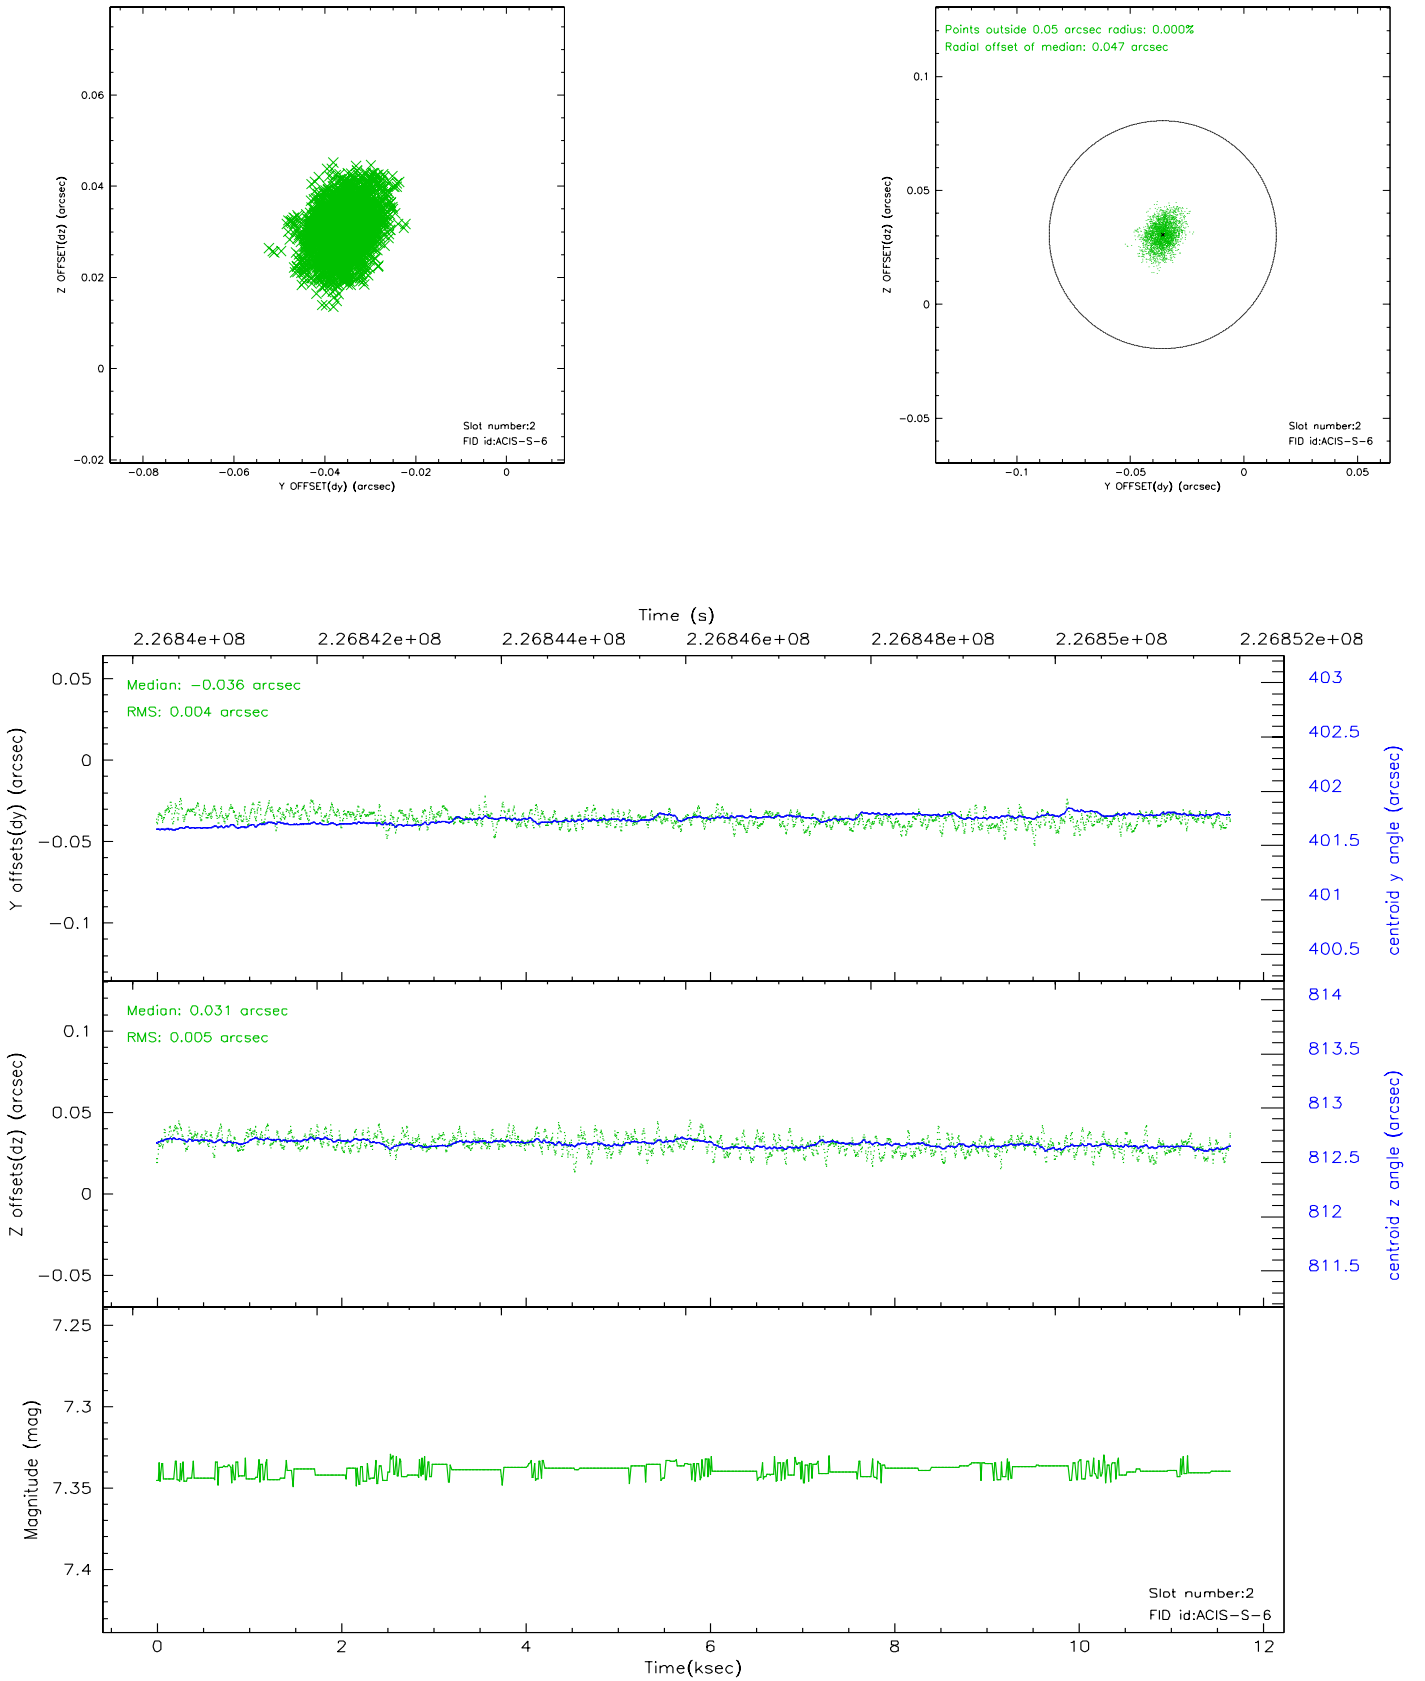 0.06
0.04
0.02
0
-0.02
Z OFFSET(dz) (arcsec)
Slot number:2
FID id:ACIS-S-6
-0.08 -0.06 -0.04 -0.02 0
Y OFFSET(dy) (arcsec)
Points outside 0.05 arcsec radius: 0.000%
Radial offset of median: 0.047 arcsec
0.1
0.05
0
-0.05
Z OFFSET(dz) (arcsec)
Slot number:2
FID id:ACIS-S-6
-0.1 -0.05 0 0.05
Y OFFSET(dy) (arcsec)
Time (s)
2.2684e+08 2.26842e+08 2.26844e+08 2.26846e+08 2.26848e+08 2.2685e+08 2.26852e+08
Median: -0.036 arcsec
RMS: 0.004 arcsec
0.05
0
-0.05
-0.1
Y offsets(dy) (arcsec)
403
402.5
402
401.5
401
400.5
centroid y angle (arcsec)
Median: 0.031 arcsec
RMS: 0.005 arcsec
0.1
0.05
0
-0.05
Z offsets(dz) (arcsec)
814
813.5
813
812.5
812
811.5
centroid z angle (arcsec)
7.25
7.3
7.35
7.4
Magnitude (mag)
Slot number:2
FID id:ACIS-S-6
0 2 4 6 8 10 12
Time(ksec)